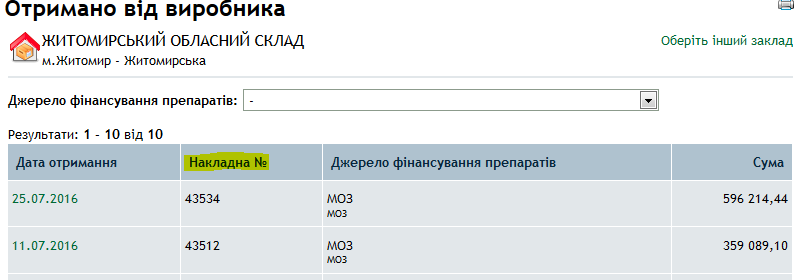 Отримано від виробника
ЖИТОМИРСЬКИЙ ОБЛАСНИЙ СКЛАД
Оберіть інший заклад
м.Житомир - Житомирська
Джерело фінансування препаратів: -
Результати: 1 - 10 від 10
Дата отримання Накладна № Джерело фінансування препаратів Сума
25.07.2016 43534 МОЗ 596 214,44
МОЗ
11.07.2016 43512 МОЗ 359 089,10
МОЗ